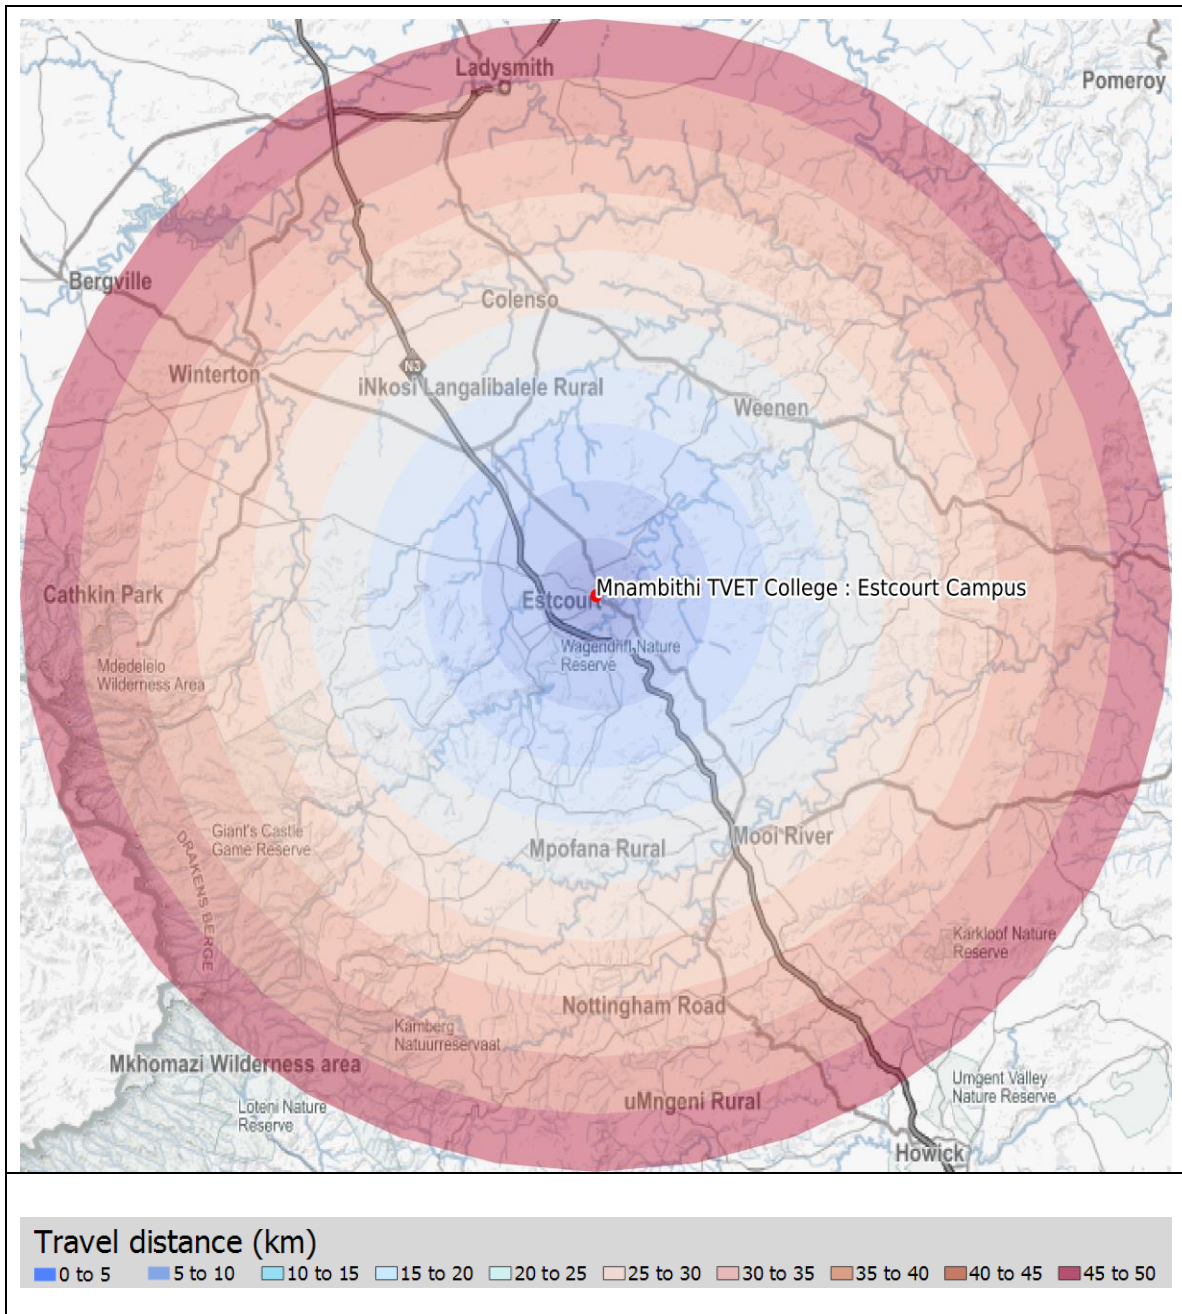 Ladysmith
Pomeroy
Bergville
Colenso
N3
Winterton
iNkosi Langalibalele Rural
Weenen
Mnambithi TVET College : Estcourt Campus
Cathkin Park
Estcourt
Wagendrift Nature
Reserve
Mdedelelo
Wilderness Area
Giant's Castle
Game Reserve
DRAKENS BERGE
Mpofana Rural
Mooi River
Karkloof Nature
Reserve
Nottingham Road
Kamberg
Natuurreservaat
Mkhomazi Wilderness area
Loteni Nature
Reserve
uMngeni Rural
Umgent Valley
Nature Reserve
Howick
Travel distance (km)
0 to 5 5 to 10 10 to 15 15 to 20 20 to 25 25 to 30 30 to 35 35 to 40 40 to 45 45 to 50